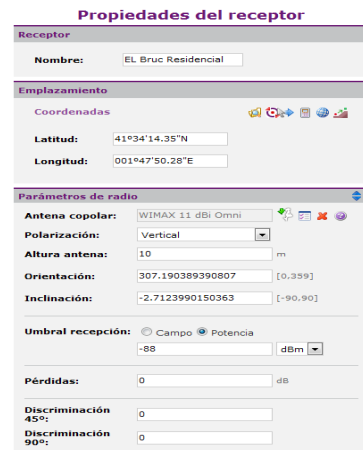 Propiedades del receptor
Receptor
Nombre: EL Bruc Residencial
Emplazamiento
Coordenadas
Latitud: 41º34'14.35"N
Longitud: 001º47'50.28"E
Parámetros de radio
Antena copolar: WIMAX 11 dBi Omni
Polarización: Vertical
Altura antena: 10 m
Orientación: 307.190389390807 [0,359]
Inclinación: -2.7123990150363 [-90,90]
Umbral recepción: Campo Potencia
-88 dBm
Pérdidas: 0 dB
Discriminación
45º: 0
Discriminación
90º: 0